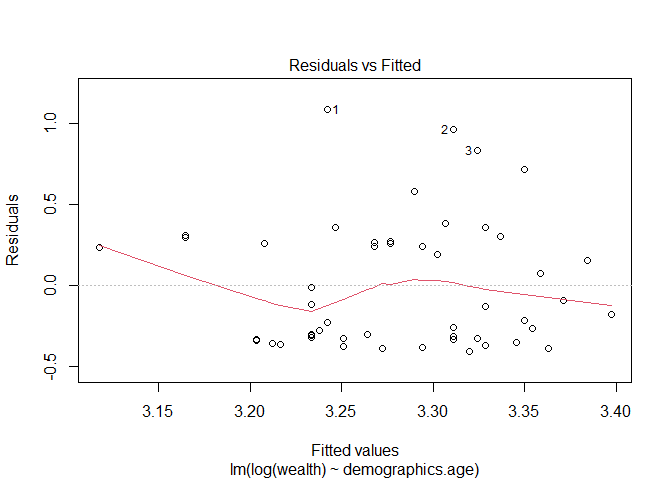 Residuals vs Fitted
1
2
3
Residuals
1.0
0.5
0.0
-0.5
3.15 3.20 3.25 3.30 3.35 3.40
Fitted values
lm(log(wealth) ~ demographics.age)